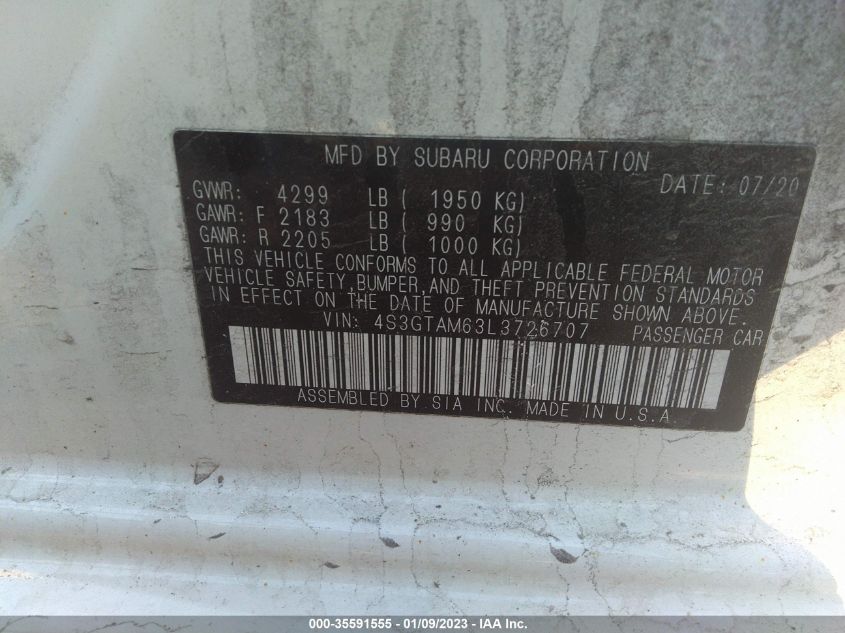 MFD BY SUBARU CORPORATION
DATE: 07/20
GVWR: 4299 LB ( 1950 KG)
GAWR: F 2183 LB ( 990 KG)
GAWR: R 2205 LB ( 1000 KG)
THIS VEHICLE CONFORMS TO ALL APPLICABLE FEDERAL MOTOR
VEHICLE SAFETY, BUMPER, AND THEFT PREVENTION STANDARDS
IN EFFECT ON THE DATE OF MANUFACTURE SHOWN ABOVE.
VIN: 4S3GTAM63L3726707 PASSENGER CAR
ASSEMBLED BY SIA INC. MADE IN U.S.A.
000-35591555 - 01/09/2023 - IAA Inc.